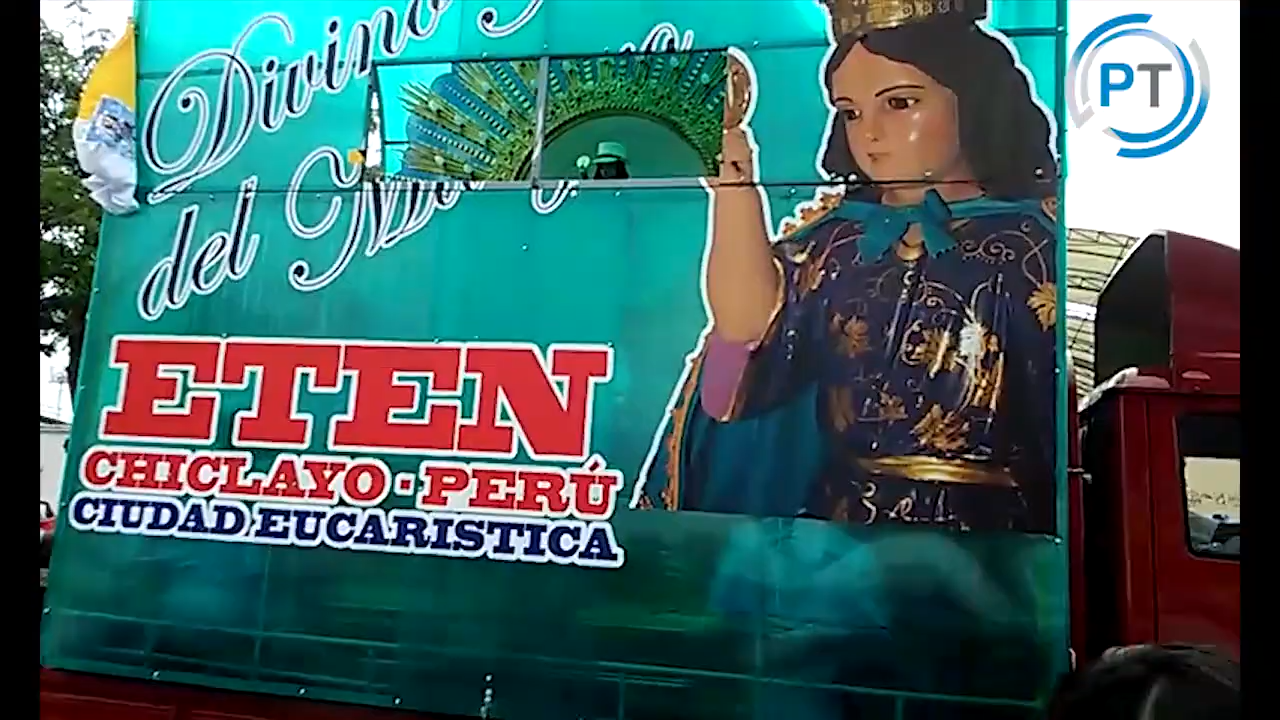 Divino
del
ETEN
CHICLAYO · PERÚ
CIUDAD EUCARISTICA
PT